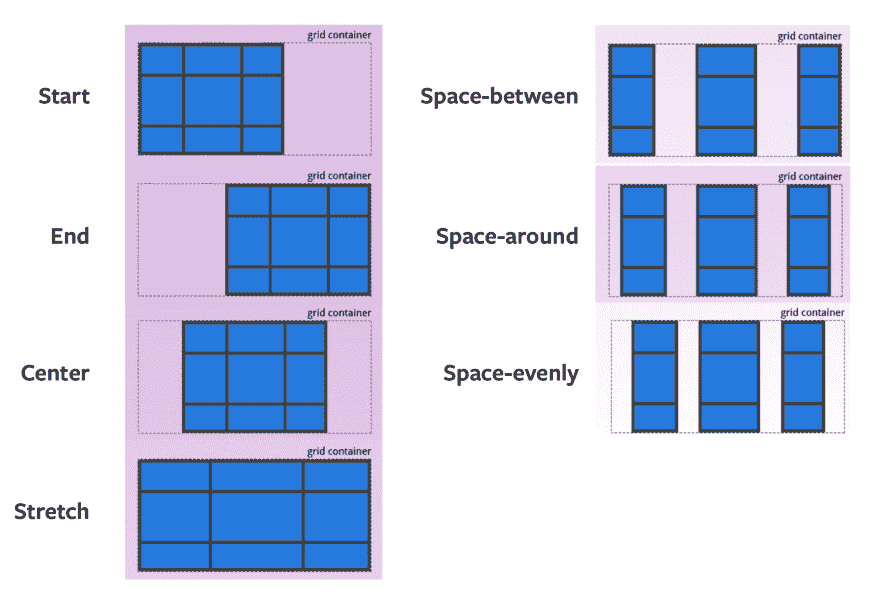 grid container
Start
grid container
End
grid container
Center
grid container
Stretch
grid container
Space-between
grid container
Space-around
grid container
Space-evenly